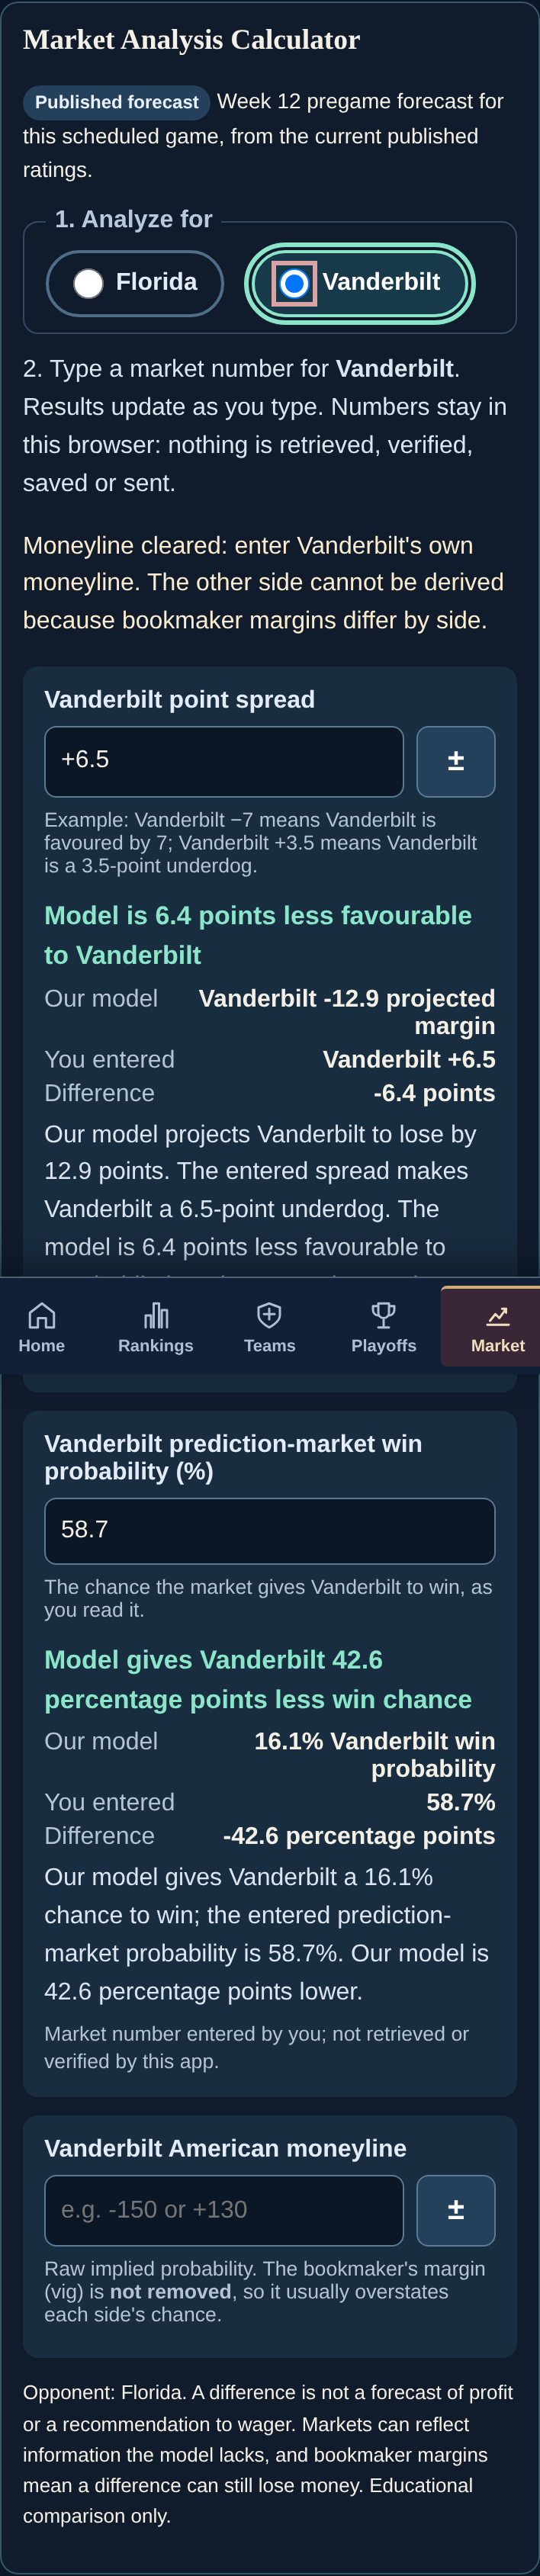 Market Analysis Calculator
Published forecast Week 12 pregame forecast for
this scheduled game, from the current published
ratings.
1. Analyze for
Florida
Vanderbilt
2. Type a market number for Vanderbilt.
Results update as you type. Numbers stay in
this browser: nothing is retrieved, verified,
saved or sent.
Moneyline cleared: enter Vanderbilt's own
moneyline. The other side cannot be derived
because bookmaker margins differ by side.
Vanderbilt point spread
+6.5
±
Example: Vanderbilt −7 means Vanderbilt is
favoured by 7; Vanderbilt +3.5 means Vanderbilt
is a 3.5-point underdog.
Model is 6.4 points less favourable
to Vanderbilt
Our model Vanderbilt -12.9 projected
margin
You entered Vanderbilt +6.5
Difference -6.4 points
Our model projects Vanderbilt to lose by
12.9 points. The entered spread makes
Vanderbilt a 6.5-point underdog. The
model is 6.4 points less favourable to
Home
Rankings
Teams
Playoffs
Market
Vanderbilt prediction-market win
probability (%)
58.7
The chance the market gives Vanderbilt to win, as
you read it.
Model gives Vanderbilt 42.6
percentage points less win chance
Our model 16.1% Vanderbilt win
probability
You entered 58.7%
Difference -42.6 percentage points
Our model gives Vanderbilt a 16.1%
chance to win; the entered prediction-
market probability is 58.7%. Our model is
42.6 percentage points lower.
Market number entered by you; not retrieved or
verified by this app.
Vanderbilt American moneyline
e.g. -150 or +130
±
Raw implied probability. The bookmaker's margin
(vig) is not removed, so it usually overstates
each side's chance.
Opponent: Florida. A difference is not a forecast of profit
or a recommendation to wager. Markets can reflect
information the model lacks, and bookmaker margins
mean a difference can still lose money. Educational
comparison only.